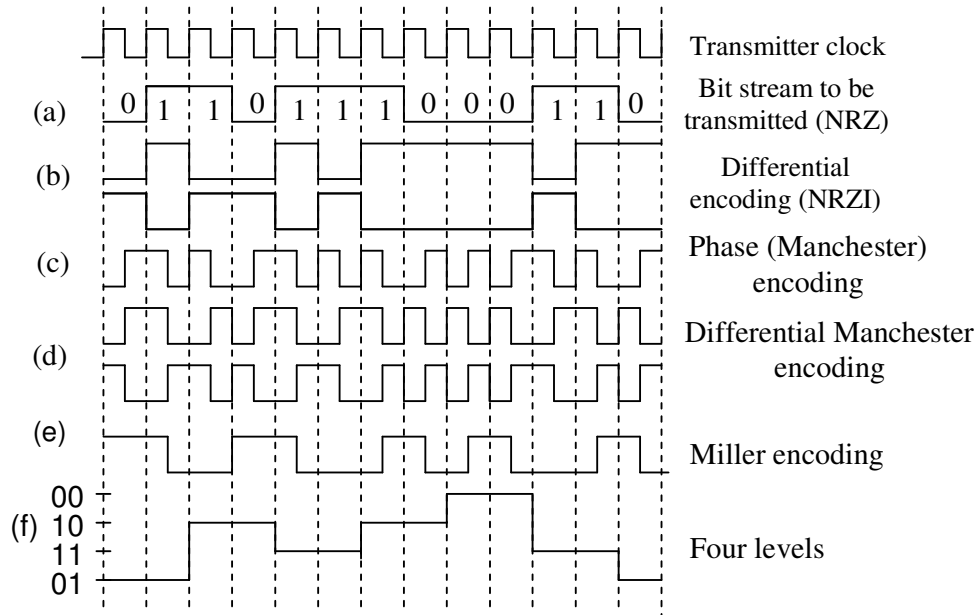 Transmitter clock
(a) 0 1 1 0 1 1 1 0 0 0 1 1 0
Bit stream to be
transmitted (NRZ)
(b)
Differential
encoding (NRZI)
(c)
Phase (Manchester)
encoding
(d)
Differential Manchester
encoding
(e)
Miller encoding
00
(f) 10
11
01
Four levels